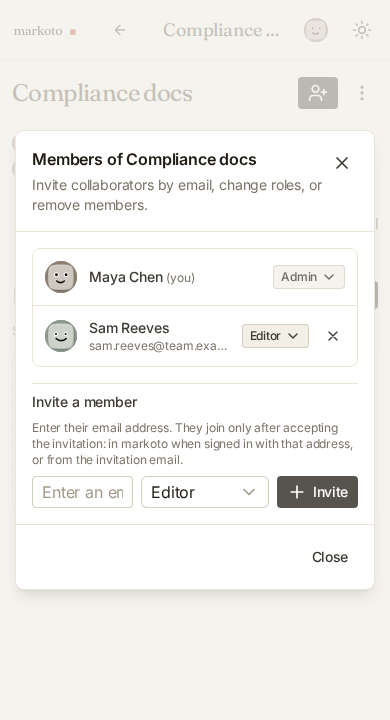 markoto
Compliance ...
Compliance docs
Members of Compliance docs
Invite collaborators by email, change roles, or
remove members.
Maya Chen (you)
Admin
Sam Reeves
sam.reeves@team.exa...
Editor
Invite a member
Enter their email address. They join only after accepting
the invitation: in markoto when signed in with that address,
or from the invitation email.
Enter an en
Editor
Invite
Close